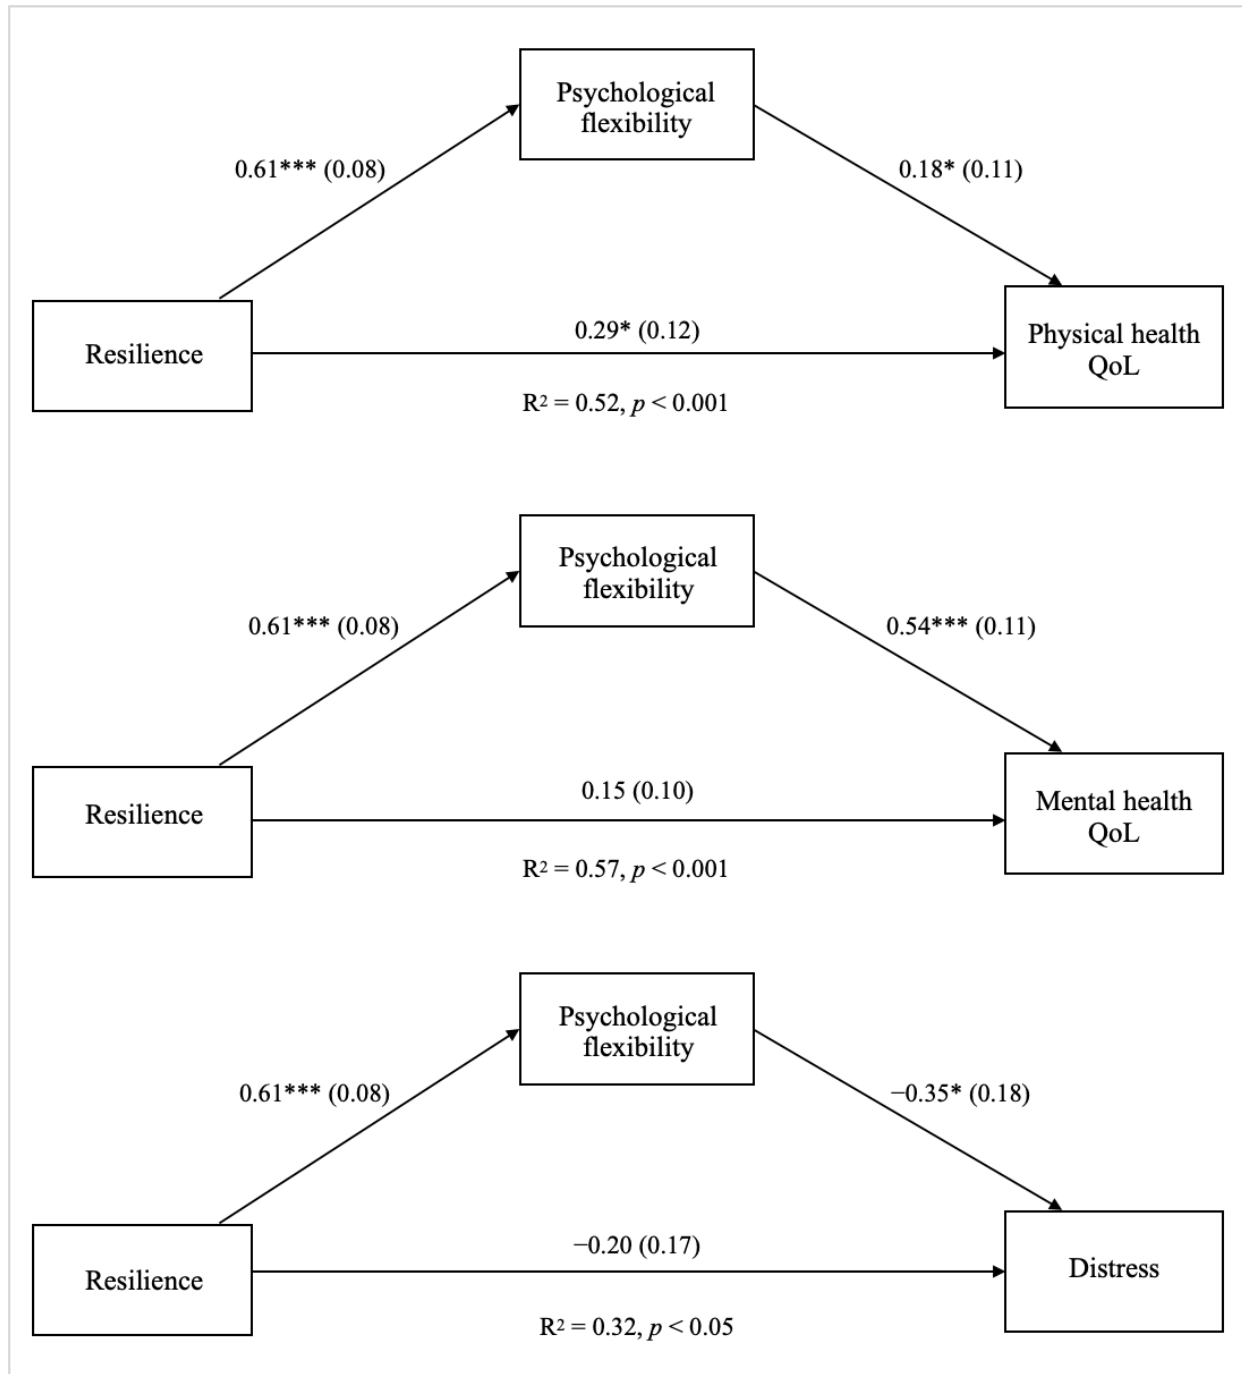 Psychological
flexibility
0.61*** (0.08)
0.18* (0.11)
Resilience
0.29* (0.12)
Physical health
QoL
R² = 0.52, p < 0.001
Psychological
flexibility
0.61*** (0.08)
0.54*** (0.11)
Resilience
0.15 (0.10)
Mental health
QoL
R² = 0.57, p < 0.001
Psychological
flexibility
0.61*** (0.08)
−0.35* (0.18)
Resilience
−0.20 (0.17)
Distress
R² = 0.32, p < 0.05